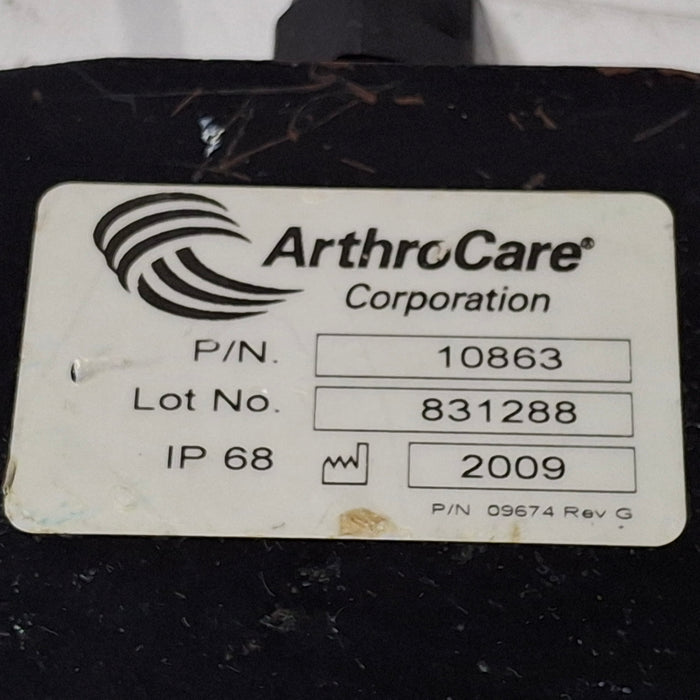 ArthroCare®
Corporation
P/N. 10863
Lot No. 831288
IP 68 2009
P/N 09674 Rev G